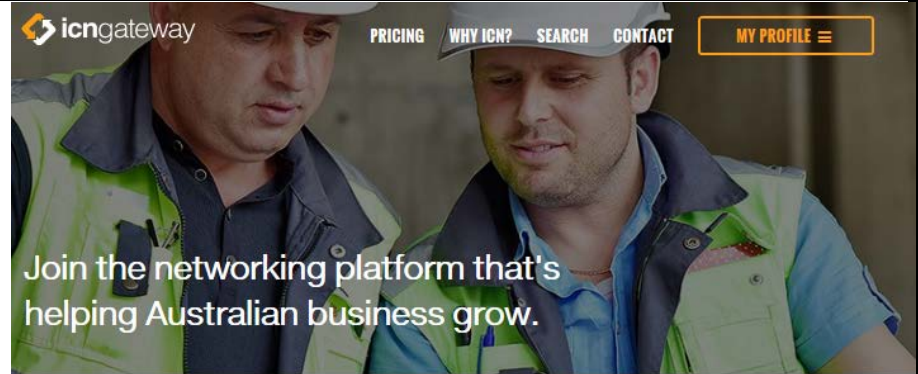 icngateway
PRICING WHY ICN? SEARCH CONTACT MY PROFILE
Join the networking platform that's
helping Australian business grow.